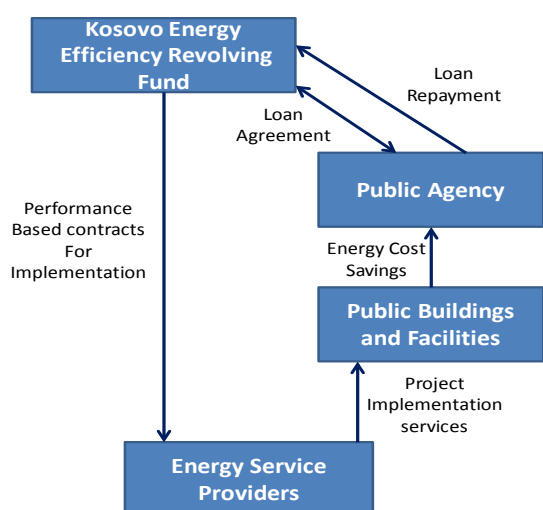 Kosovo Energy
Efficiency Revolving
Fund
Loan
Repayment
Loan
Agreement
Public Agency
Performance
Based contracts
For
Implementation
Energy Cost
Savings
Public Buildings
and Facilities
Project
Implementation
services
Energy Service
Providers